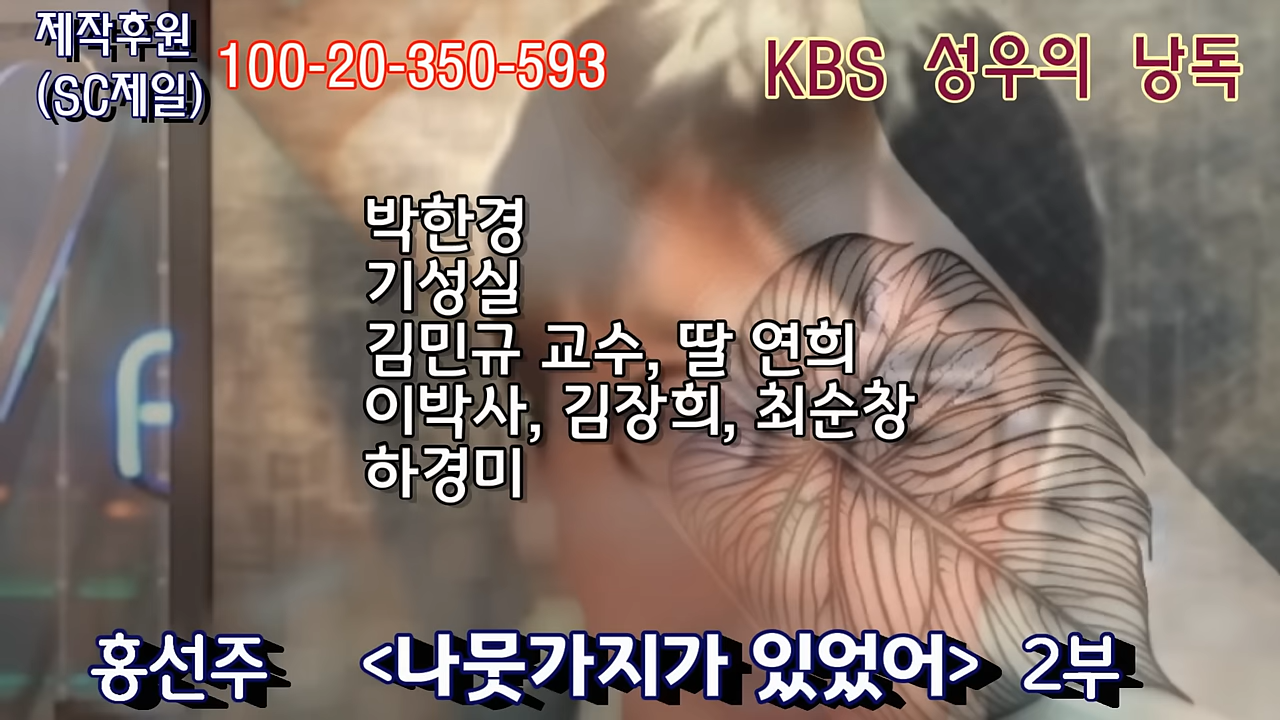 제작후원
(SC제일)
100-20-350-593
KBS 성우의 낭독
박한경
기성실
김민규 교수, 딸 연희
이박사, 김장희, 최순창
하경미
홍선주 <나뭇가지가 있었어> 2부